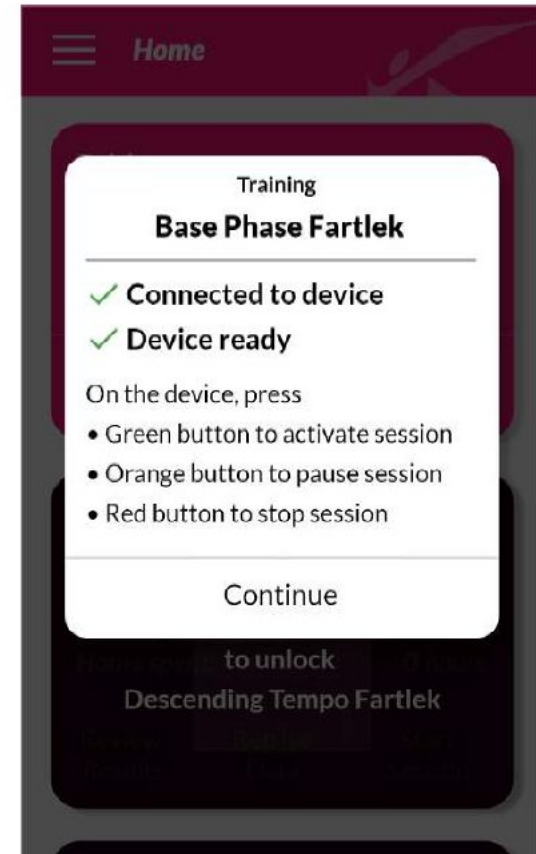 Home
Training
Base Phase Fartlek
✓ Connected to device
✓ Device ready
On the device, press
• Green button to activate session
• Orange button to pause session
• Red button to stop session
Continue
to unlock
Descending Tempo Fartlek